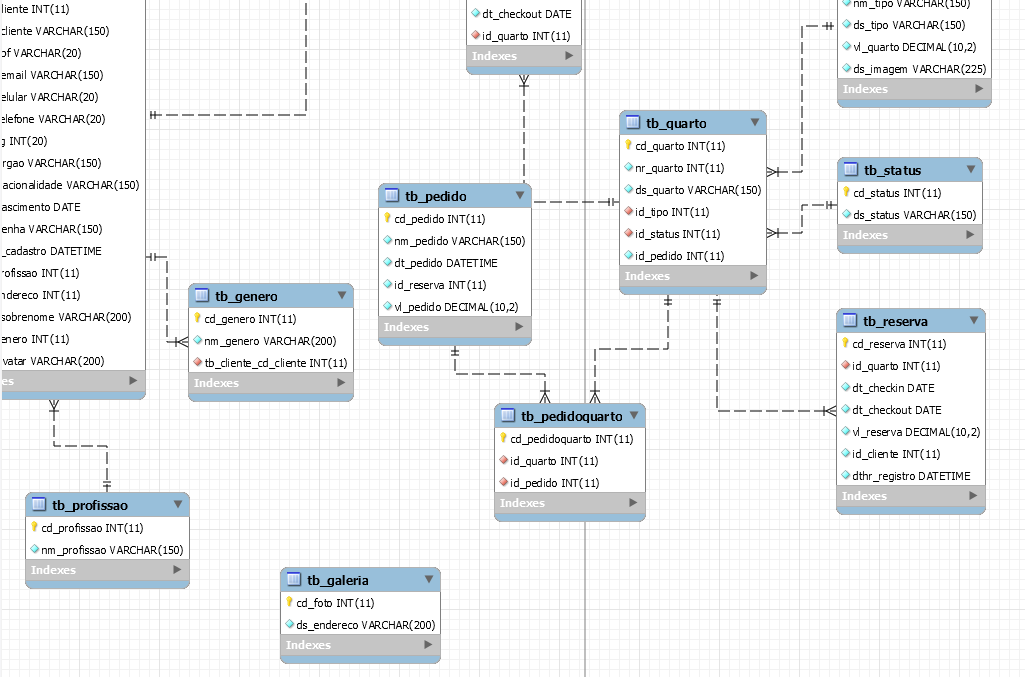 liente INT(11)
cliente VARCHAR(150)
pf VARCHAR(20)
email VARCHAR(150)
elular VARCHAR(20)
elefone VARCHAR(20)
g INT(20)
rgao VARCHAR(150)
acionalidade VARCHAR(150)
ascimento DATE
enha VARCHAR(150)
_cadastro DATETIME
rofissao INT(11)
ndereco INT(11)
sobrenome VARCHAR(200)
enero INT(11)
vatar VARCHAR(200)
es
dt_checkout DATE
id_quarto INT(11)
Indexes
nm_tipo VARCHAR(150)
ds_tipo VARCHAR(150)
vl_quarto DECIMAL(10,2)
ds_imagem VARCHAR(225)
Indexes
tb_quarto
cd_quarto INT(11)
nr_quarto INT(11)
ds_quarto VARCHAR(150)
id_tipo INT(11)
id_status INT(11)
id_pedido INT(11)
Indexes
tb_status
cd_status INT(11)
ds_status VARCHAR(150)
Indexes
tb_pedido
cd_pedido INT(11)
nm_pedido VARCHAR(150)
dt_pedido DATETIME
id_reserva INT(11)
vl_pedido DECIMAL(10,2)
Indexes
tb_genero
cd_genero INT(11)
nm_genero VARCHAR(200)
tb_cliente_cd_cliente INT(11)
Indexes
tb_reserva
cd_reserva INT(11)
id_quarto INT(11)
dt_checkin DATE
dt_checkout DATE
vl_reserva DECIMAL(10,2)
id_cliente INT(11)
dthr_registro DATETIME
Indexes
tb_pedidoquarto
cd_pedidoquarto INT(11)
id_quarto INT(11)
id_pedido INT(11)
Indexes
tb_profissao
cd_profissao INT(11)
nm_profissao VARCHAR(150)
Indexes
tb_galeria
cd_foto INT(11)
ds_endereco VARCHAR(200)
Indexes